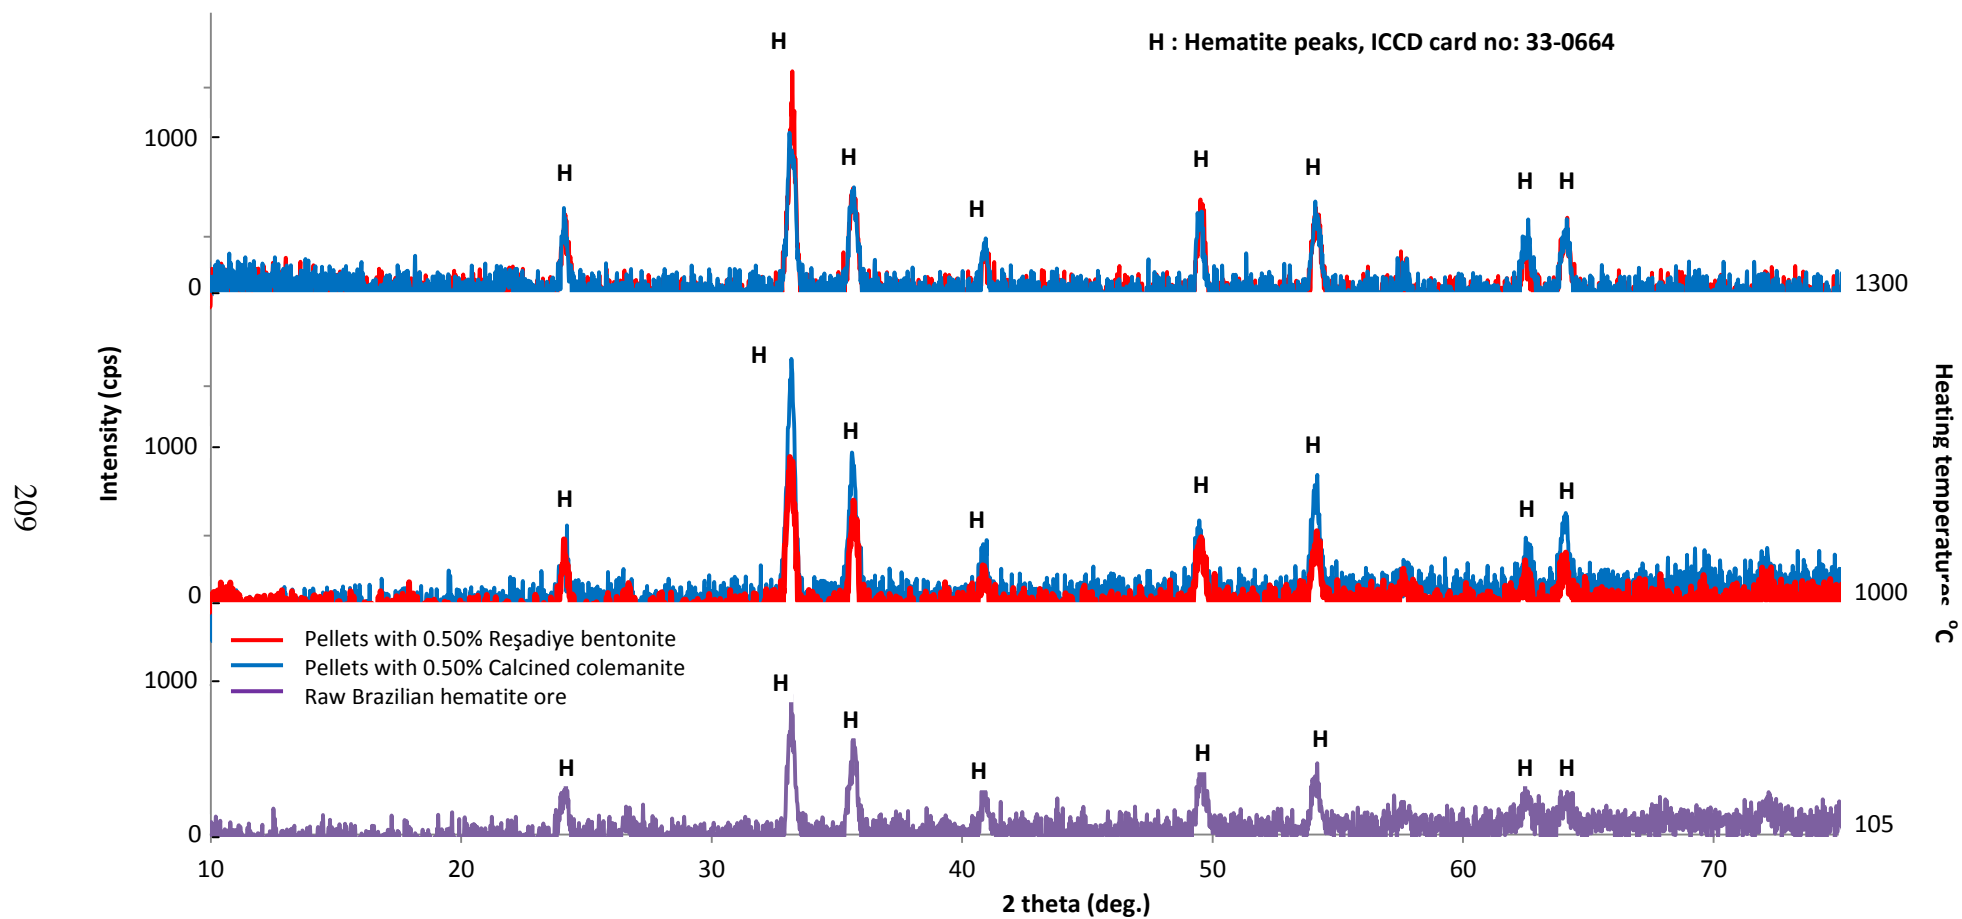 H : Hematite peaks, ICCD card no: 33-0664
H
H
H
H
H
H
H
H
1000
0
1300
H
H
H
H
H
H
H
H
1000
0
1000
Intensity (cps)
Heating temperatures °C
209
Pellets with 0.50% Reşadiye bentonite
Pellets with 0.50% Calcined colemanite
Raw Brazilian hematite ore
H
H
H
H
H
H
H
H
1000
0
105
10 20 30 40 50 60 70
2 theta (deg.)